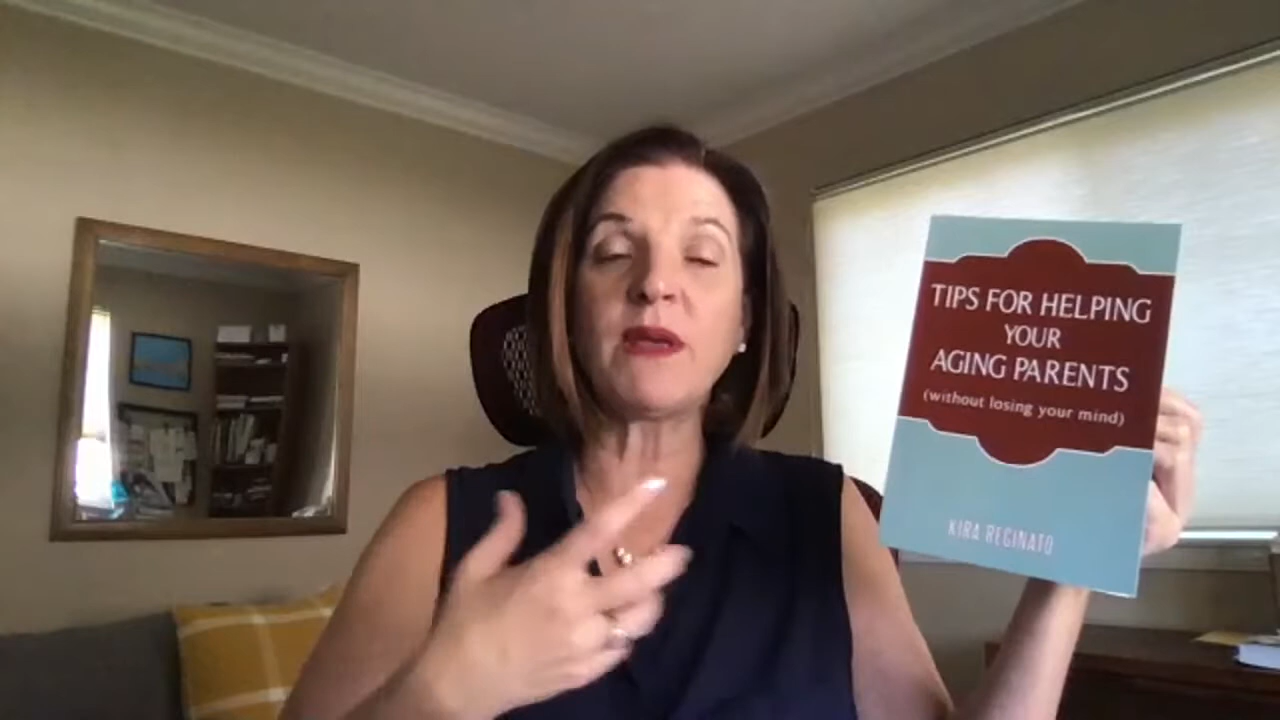 TIPS FOR HELPING
YOUR
AGING PARENTS
(without losing your mind)
KIRA REGINATO